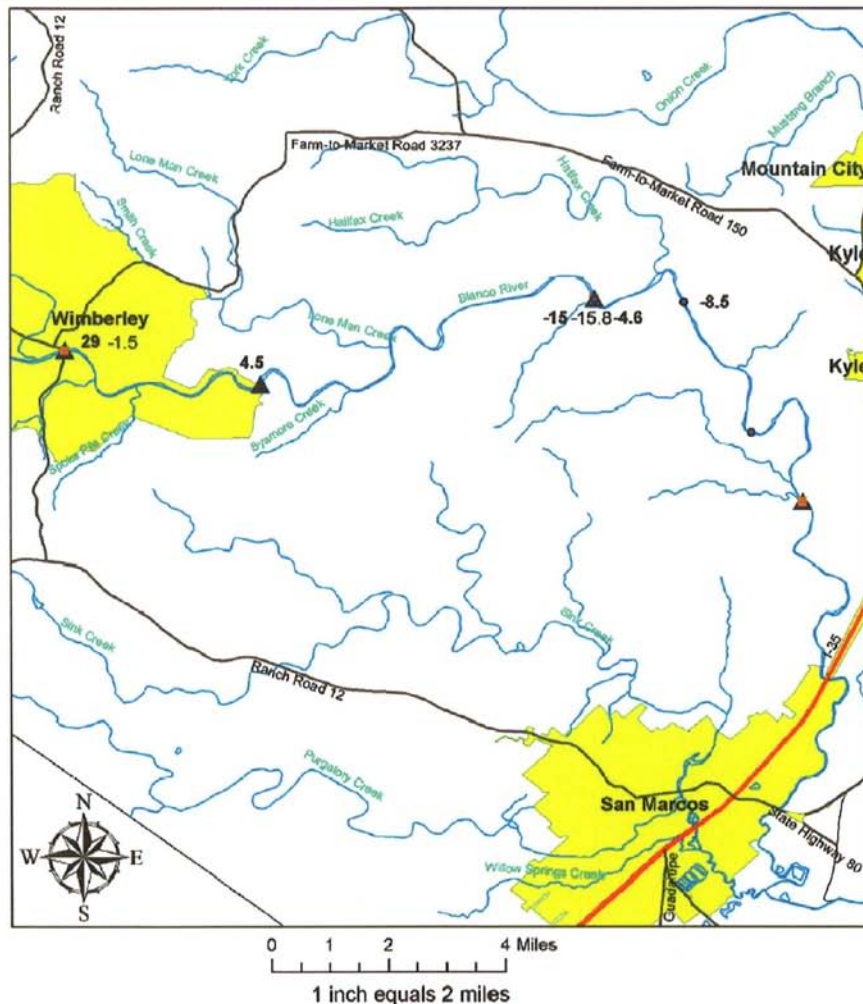 Ranch Road 12
York Creek
Onion Creek
Mustang Branch
Farm-to-Market Road 3237
Lone Man Creek
Halifax Creek
Farm-to-Market Road 150
Mountain City
Smith Creek
Halifax Creek
Kyle
Blanco River
Wimberley
29 -1.5
Lone Man Creek
-15 -15.8 -4.6
-8.5
4.5
Kyle
Sycamore Creek
Creek
Sink Creek
Sink Creek
Ranch Road 12
I-35
Purgatory Creek
San Marcos
State Highway 80
Willow Springs Creek
Guadalupe
N
W E
S
0 1 2 4 Miles
1 inch equals 2 miles